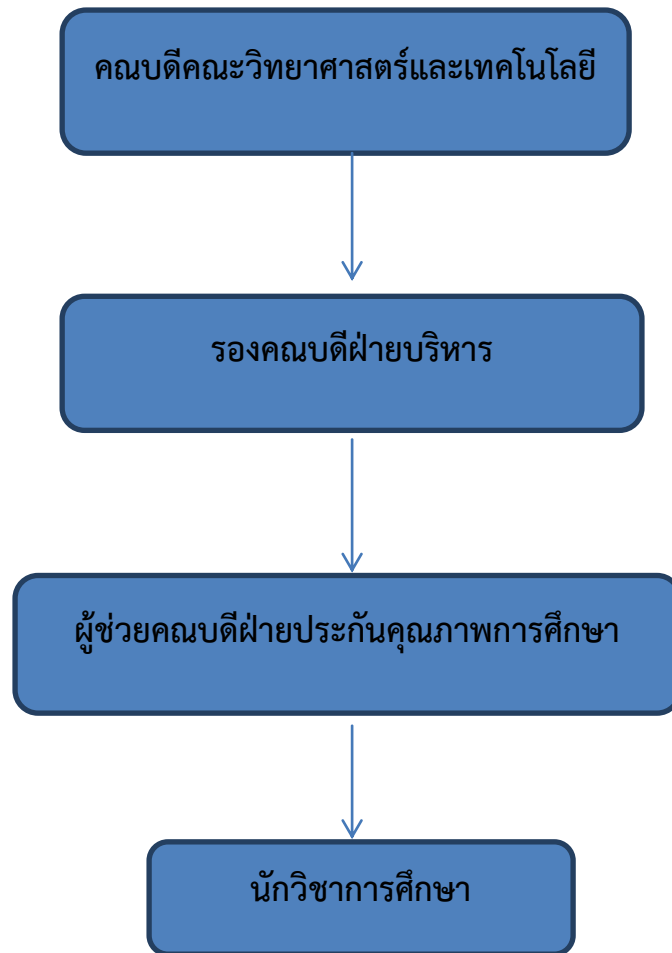 คณบดีคณะวิทยาศาสตร์และเทคโนโลยี
รองคณบดีฝ่ายบริหาร
ผู้ช่วยคณบดีฝ่ายประกันคุณภาพการศึกษา
นักวิชาการศึกษา